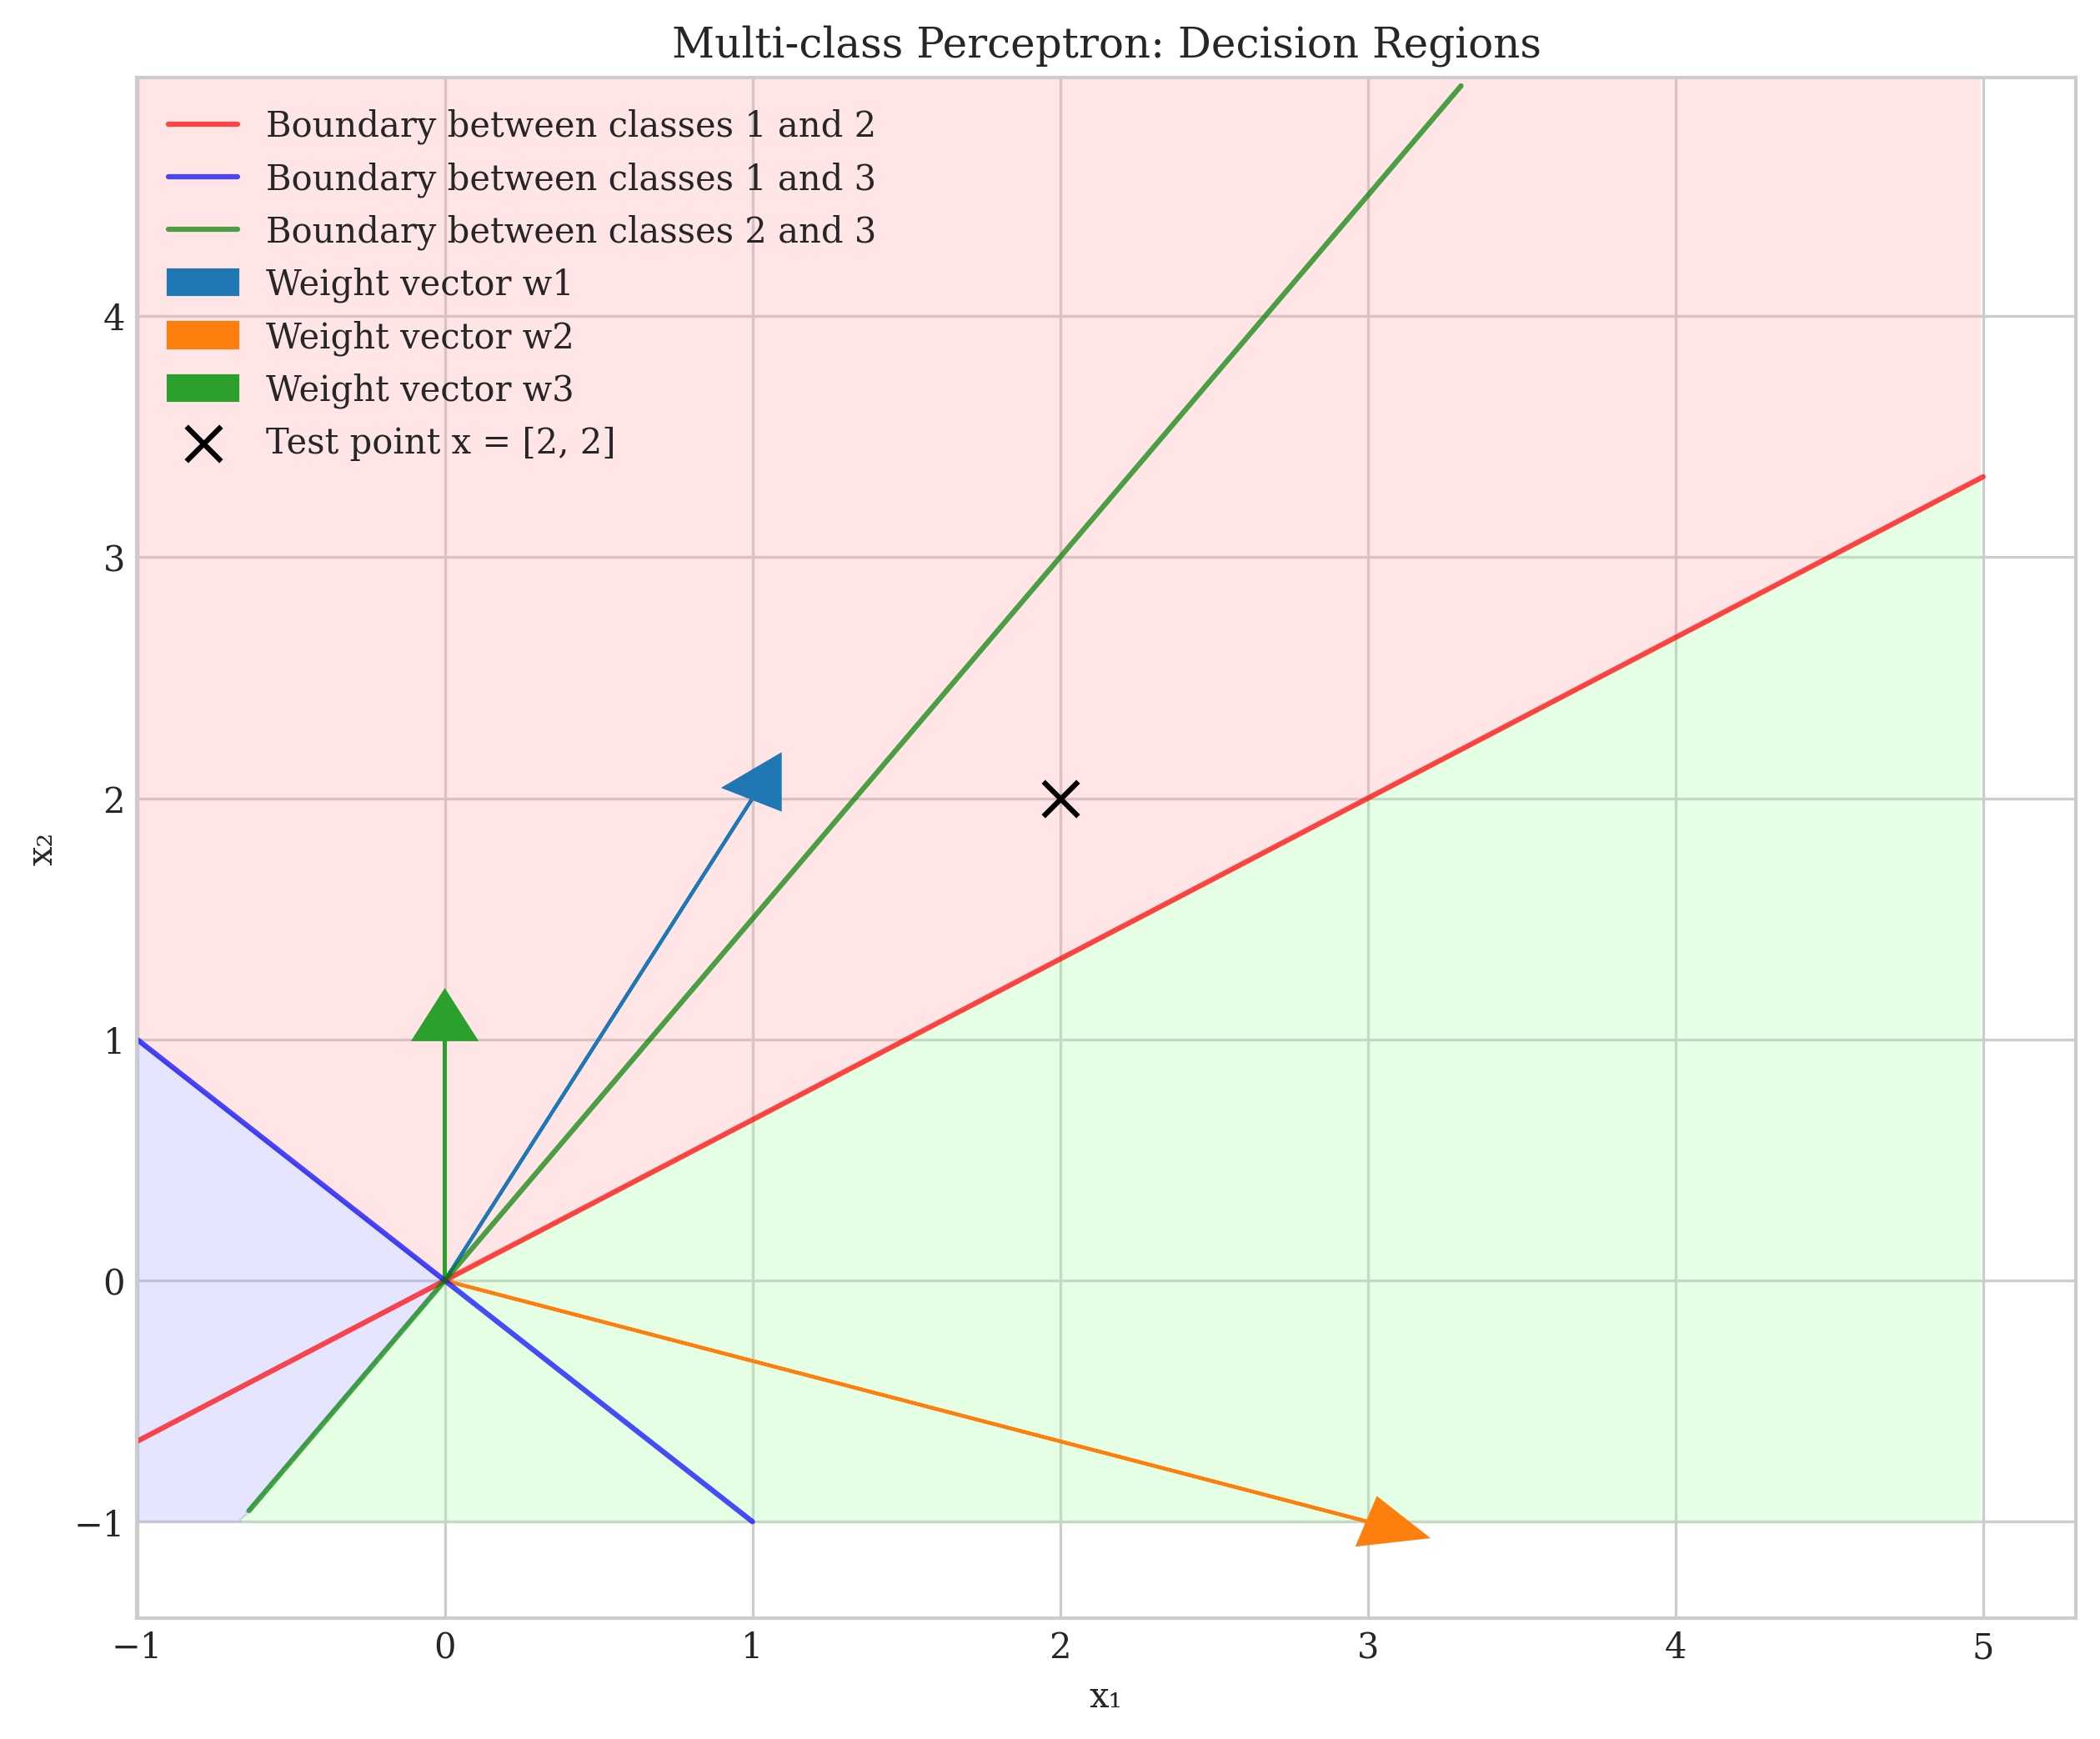 Multi-class Perceptron: Decision Regions
Boundary between classes 1 and 2
Boundary between classes 1 and 3
Boundary between classes 2 and 3
Weight vector w1
Weight vector w2
Weight vector w3
Test point x = [2, 2]
4
3
2
1
0
−1
x₂
−1 0 1 2 3 4 5
x₁